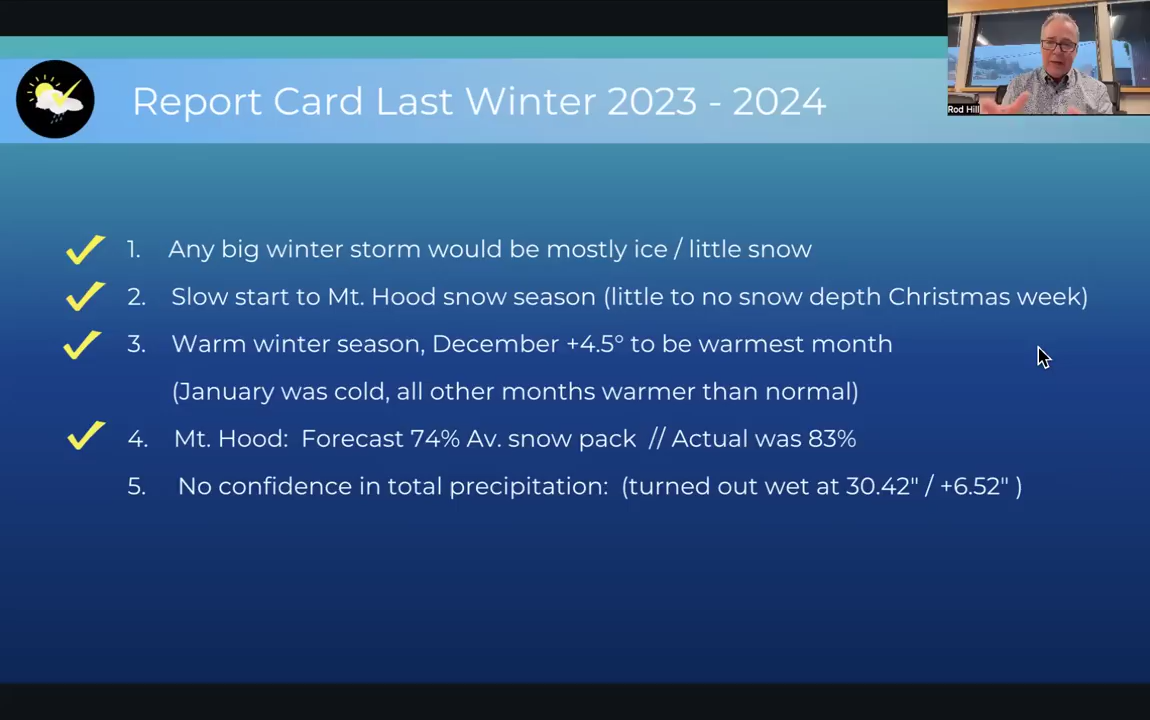 Report Card Last Winter 2023 - 2024
Rod Hill
1. Any big winter storm would be mostly ice / little snow
2. Slow start to Mt. Hood snow season (little to no snow depth Christmas week)
3. Warm winter season, December +4.5° to be warmest month
(January was cold, all other months warmer than normal)
4. Mt. Hood: Forecast 74% Av. snow pack // Actual was 83%
5. No confidence in total precipitation: (turned out wet at 30.42" / +6.52" )